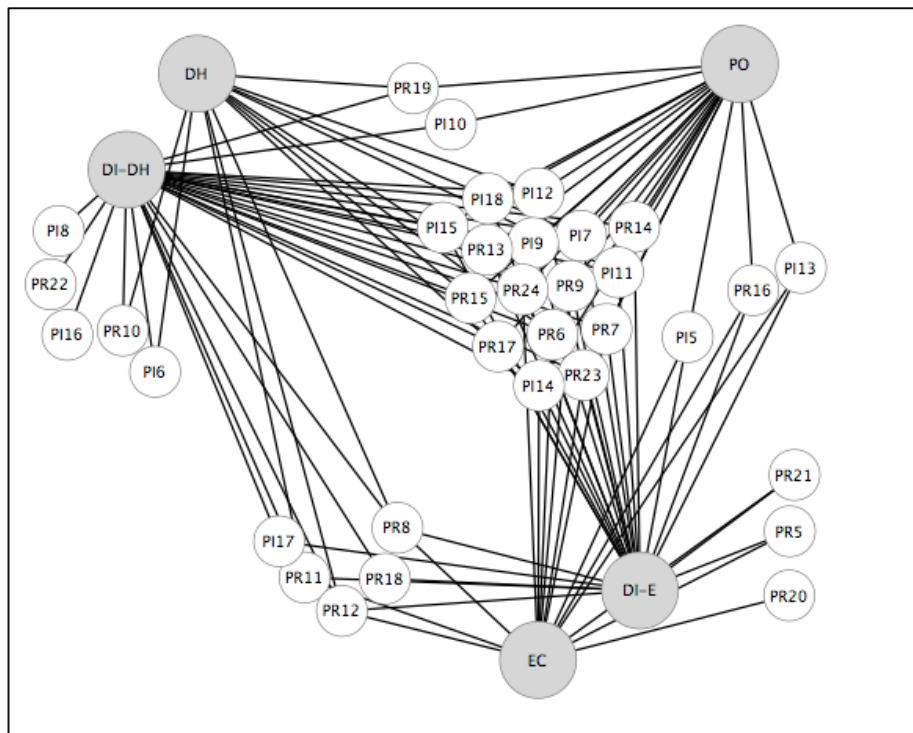 DH
PO
PR19
PI10
DI-DH
PI12
PI18
PI8
PI15
PR14
PI7
PI9
PR13
PI11
PI13
PR22
PR9
PR24
PR16
PR15
PI16
PR10
PR6
PR7
PI5
PR17
PI6
PR23
PI14
PR21
PR8
PR5
PI17
PR11
PR18
DI-E
PR20
PR12
EC